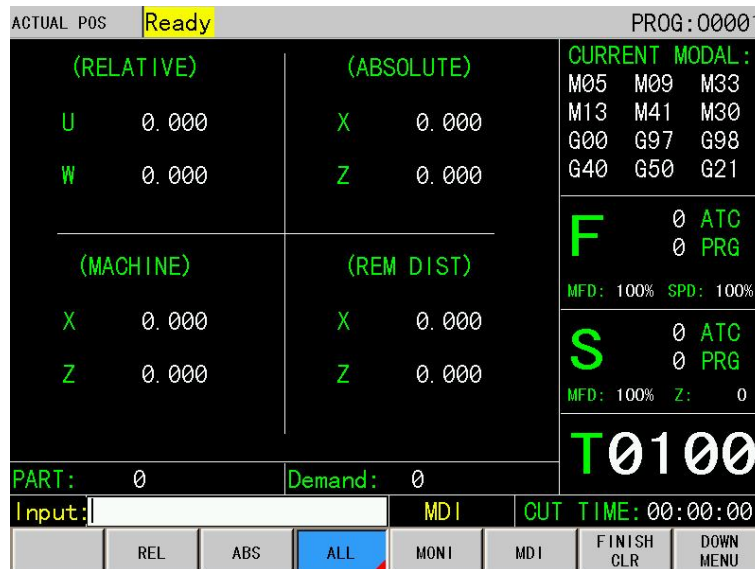 ACTUAL POS Ready PROG:O0001
(RELATIVE) (ABSOLUTE) CURRENT MODAL:
M05 M09 M33
U 0.000 X 0.000 M13 M41 M30
G00 G97 G98
W 0.000 Z 0.000 G40 G50 G21
F 0 ATC
0 PRG
(MACHINE) (REM DIST)
MFD: 100% SPD: 100%
X 0.000 X 0.000
S 0 ATC
0 PRG
Z 0.000 Z 0.000
MFD: 100% Z: 0
T0100
PART: 0 Demand: 0
Input: MDI CUT TIME:00:00:00
REL ABS ALL MONI MDI FINISH CLR DOWN MENU